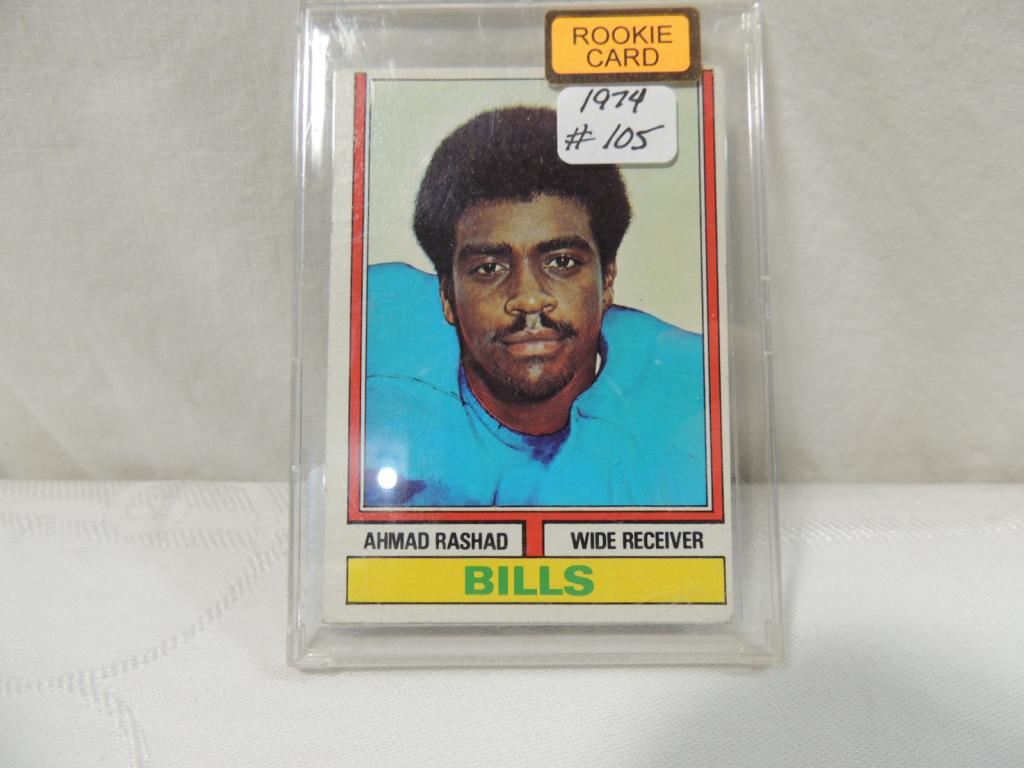 ROOKIE
CARD
1974
# 105
AHMAD RASHAD WIDE RECEIVER
BILLS